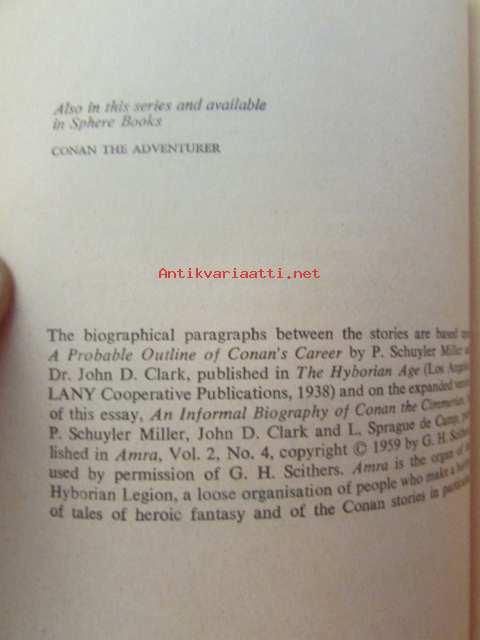 Also in this series and available
in Sphere Books
CONAN THE ADVENTURER
Antikvariaatti.net
The biographical paragraphs between the stories are based
A Probable Outline of Conan's Career by P. Schuyler Miller
Dr. John D. Clark, published in The Hyborian Age (Los
LANY Cooperative Publications, 1938) and on the expanded
of this essay, An Informal Biography of Conan the Cimmerian,
P. Schuyler Miller, John D. Clark and L. Sprague de Camp,
lished in Amra, Vol. 2, No. 4, copyright © 1959 by G. H. Scithers.
used by permission of G. H. Scithers. Amra is the organ of
Hyborian Legion, a loose organisation of people who make a
of tales of heroic fantasy and of the Conan stories in